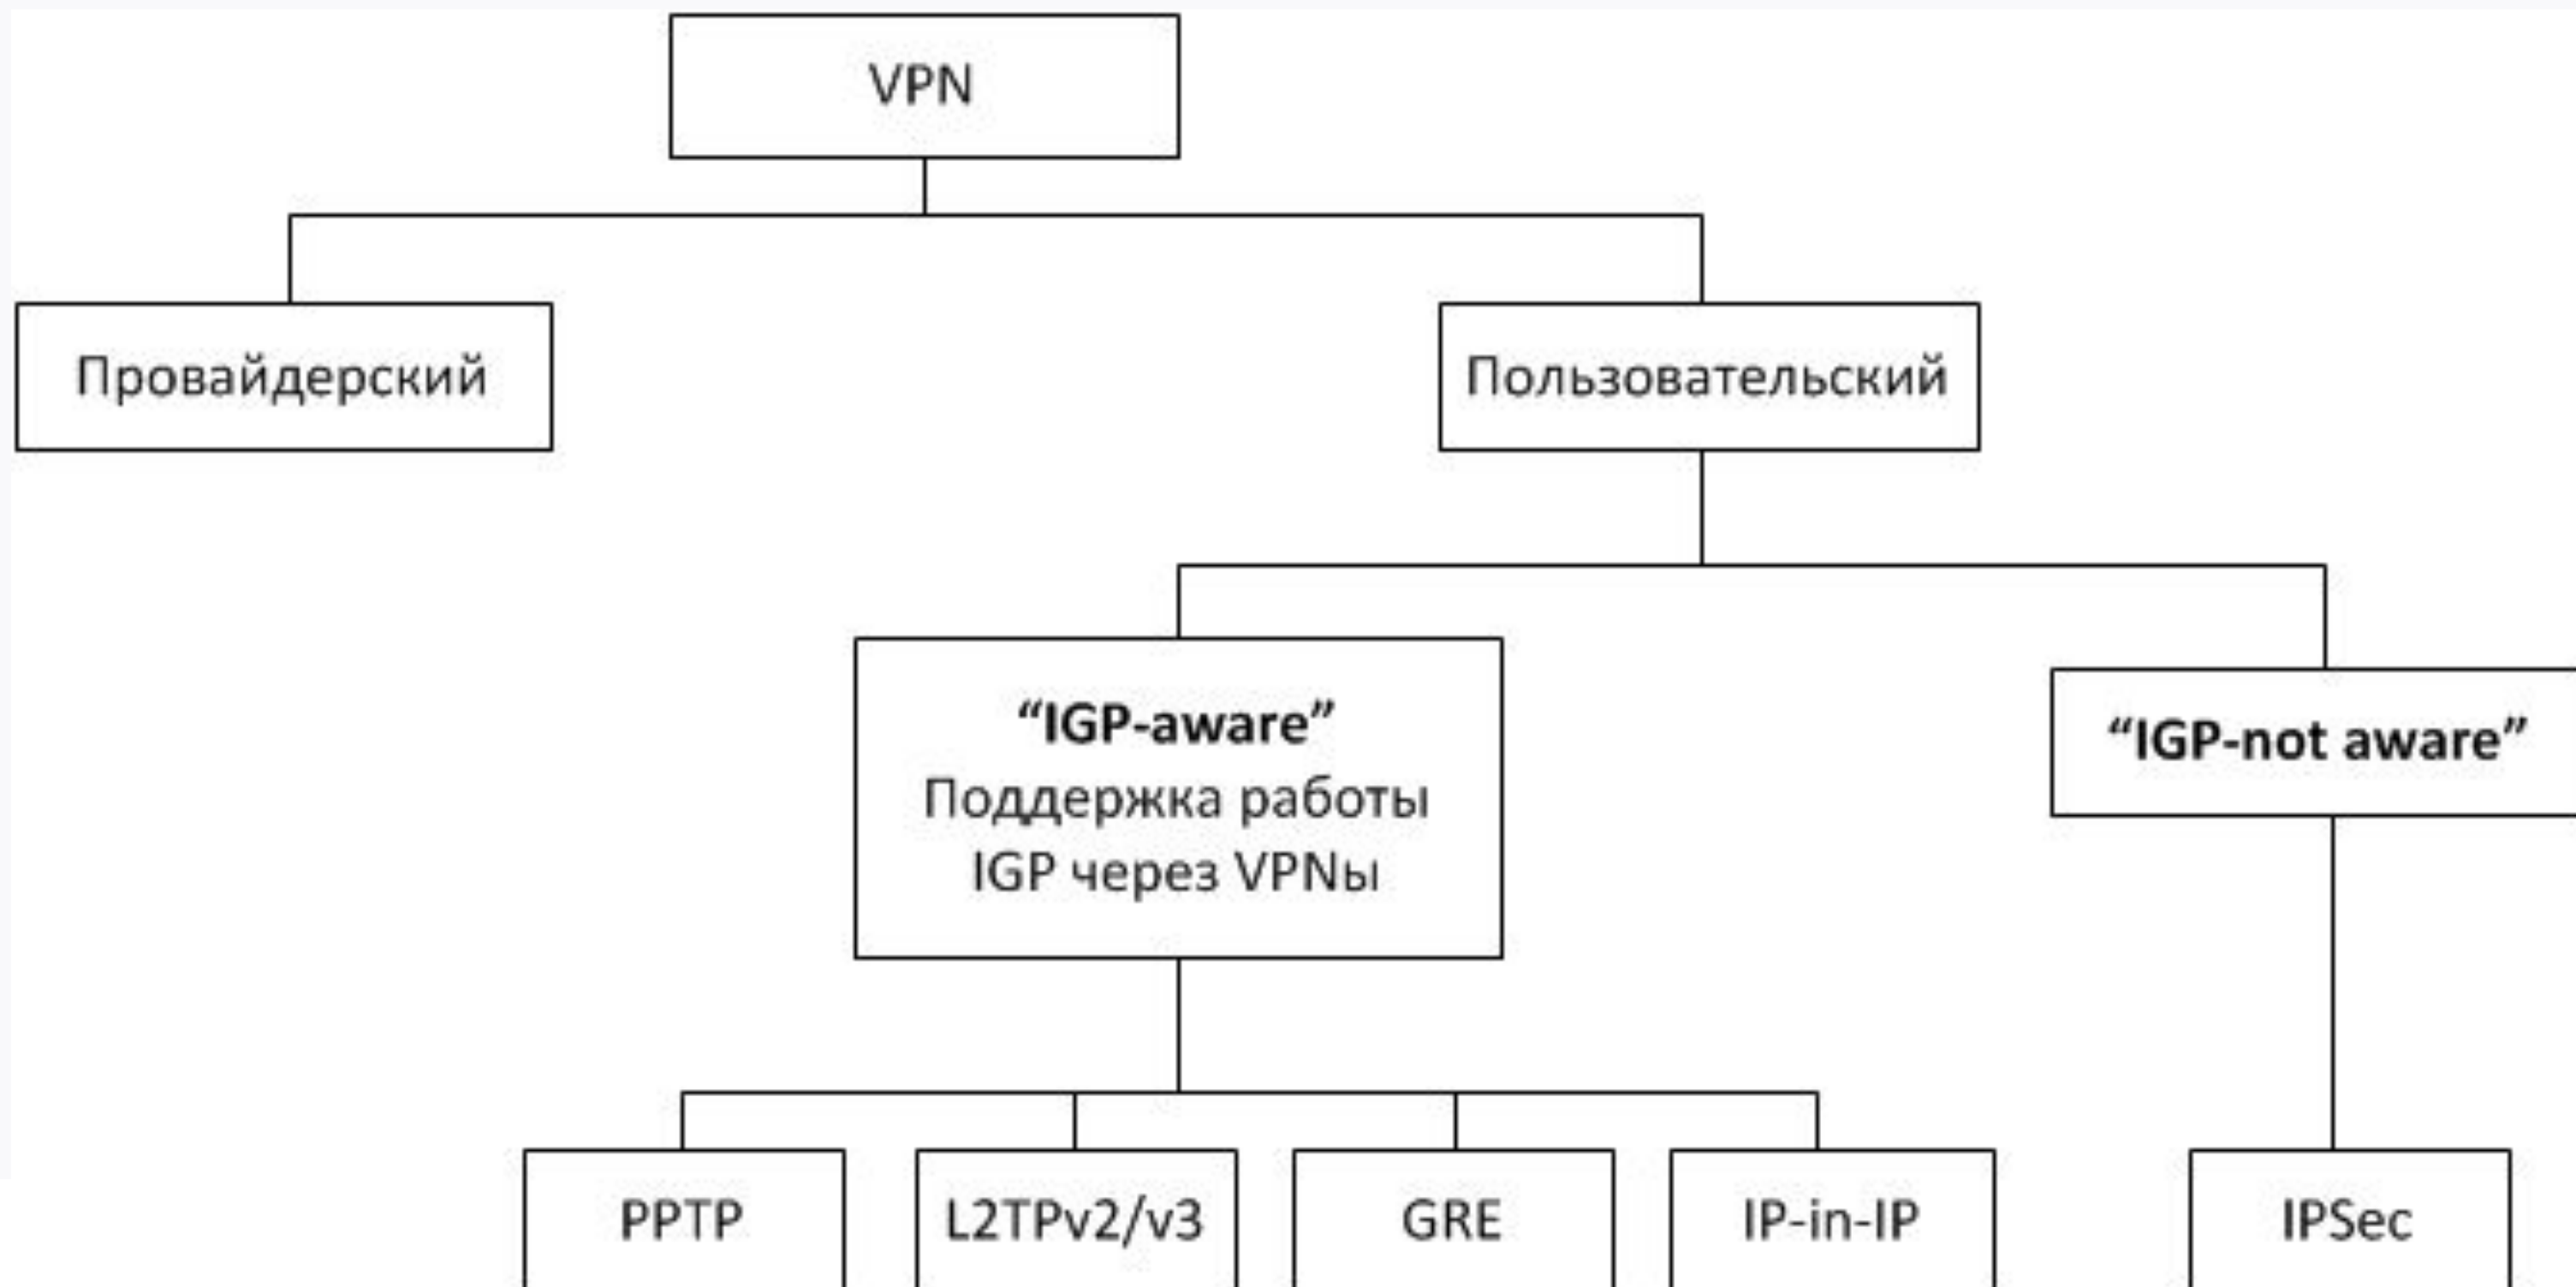 VPN
Провайдерский
Пользовательский
“IGP-aware”
Поддержка работы
IGP через VPNы
“IGP-not aware”
PPTP
L2TPv2/v3
GRE
IP-in-IP
IPSec